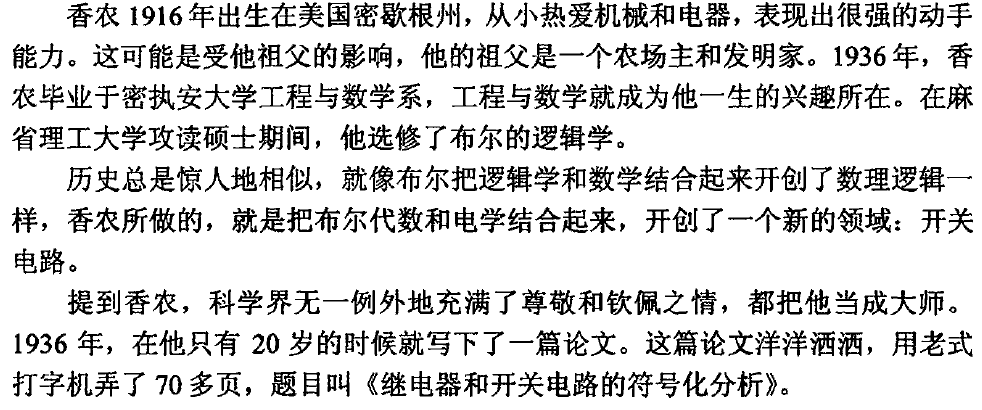 香农 1916 年出生在美国密歇根州，从小热爱机械和电器，表现出很强的动手
能力。这可能是受他祖父的影响，他的祖父是一个农场主和发明家。1936 年，香
农毕业于密执安大学工程与数学系，工程与数学就成为他一生的兴趣所在。在麻
省理工大学攻读硕士期间，他选修了布尔的逻辑学。
历史总是惊人地相似，就像布尔把逻辑学和数学结合起来开创了数理逻辑一
样，香农所做的，就是把布尔代数和电学结合起来，开创了一个新的领域：开关
电路。
提到香农，科学界无一例外地充满了尊敬和钦佩之情，都把他当成大师。
1936 年，在他只有 20 岁的时候就写下了一篇论文。这篇论文洋洋洒洒，用老式
打字机弄了 70 多页，题目叫《继电器和开关电路的符号化分析》。